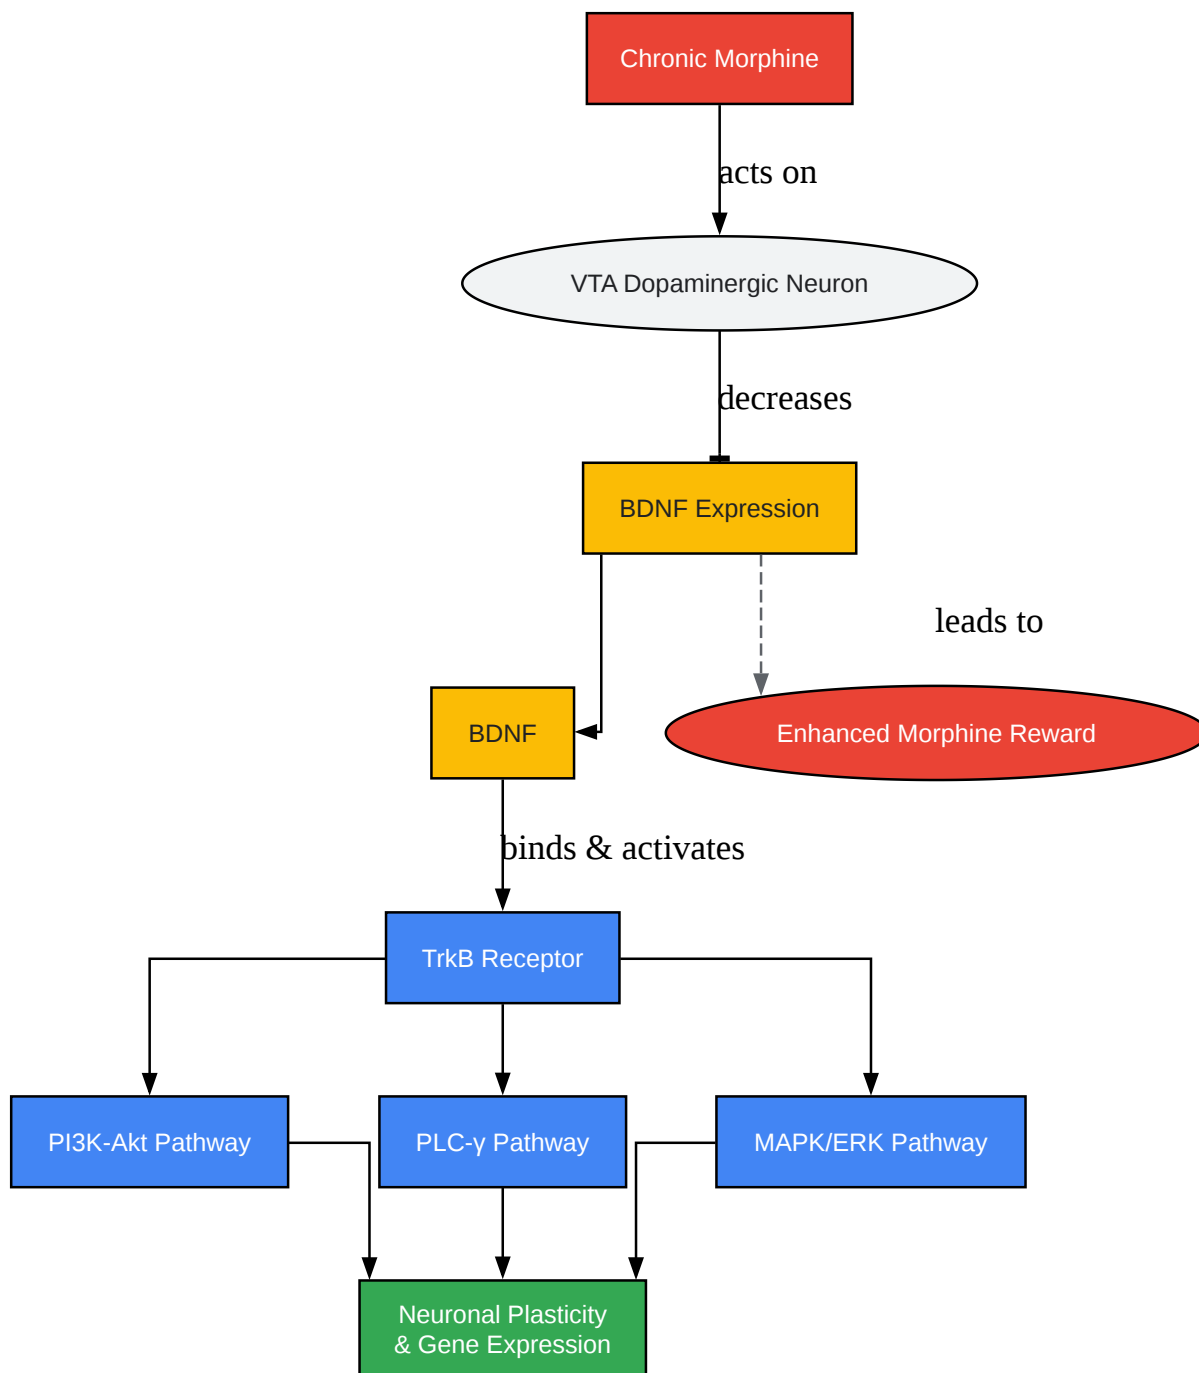 Chronic Morphine
acts on
VTA Dopaminergic Neuron
decreases
BDNF Expression
leads to
BDNF
Enhanced Morphine Reward
binds & activates
TrkB Receptor
PI3K-Akt Pathway
PLC-γ Pathway
MAPK/ERK Pathway
Neuronal Plasticity
& Gene Expression